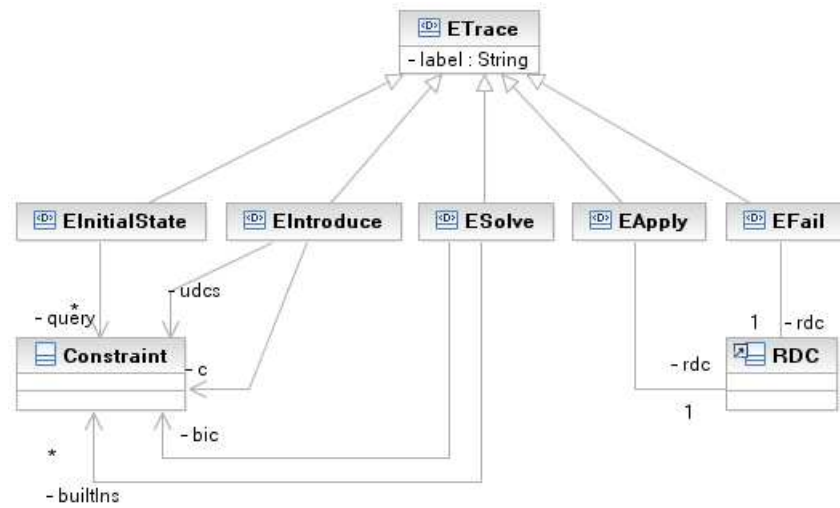 «D» ETrace
- label : String
«D» EInitialState
«D» EIntroduce
«D» ESolve
«D» EApply
«D» EFail
- udcs
*
- query
1
- rdc
Constraint
RDC
- c
- rdc
1
- bic
*
- builtIns